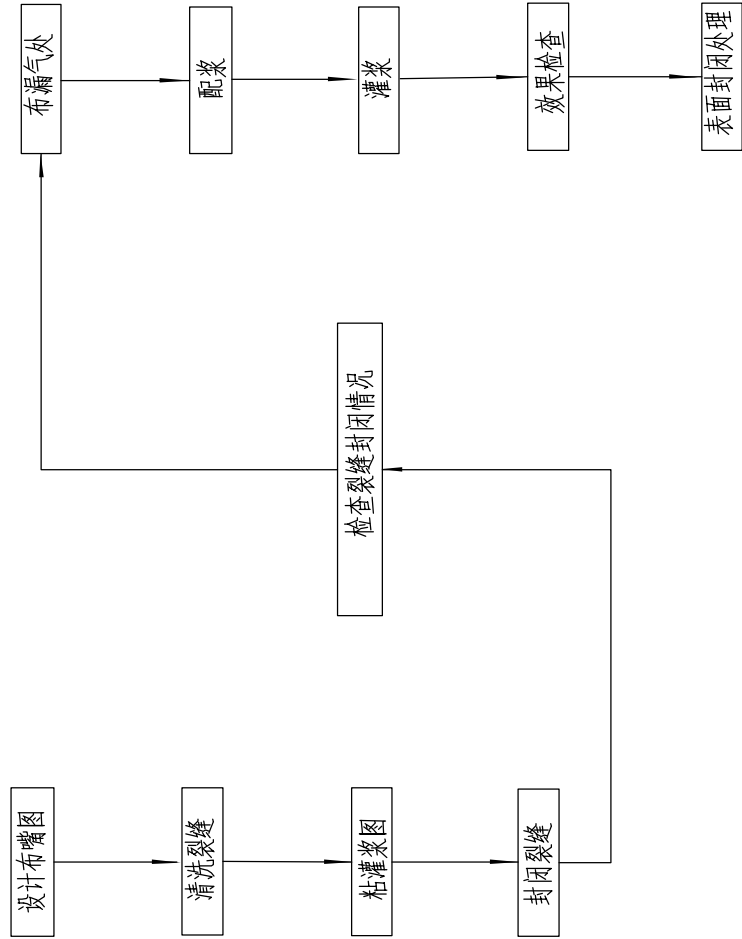 设计布嘴图
清洗裂缝
粘灌浆图
封闭裂缝
检查裂缝封闭情况
布漏气处
配浆
灌浆
效果检查
表面封闭处理